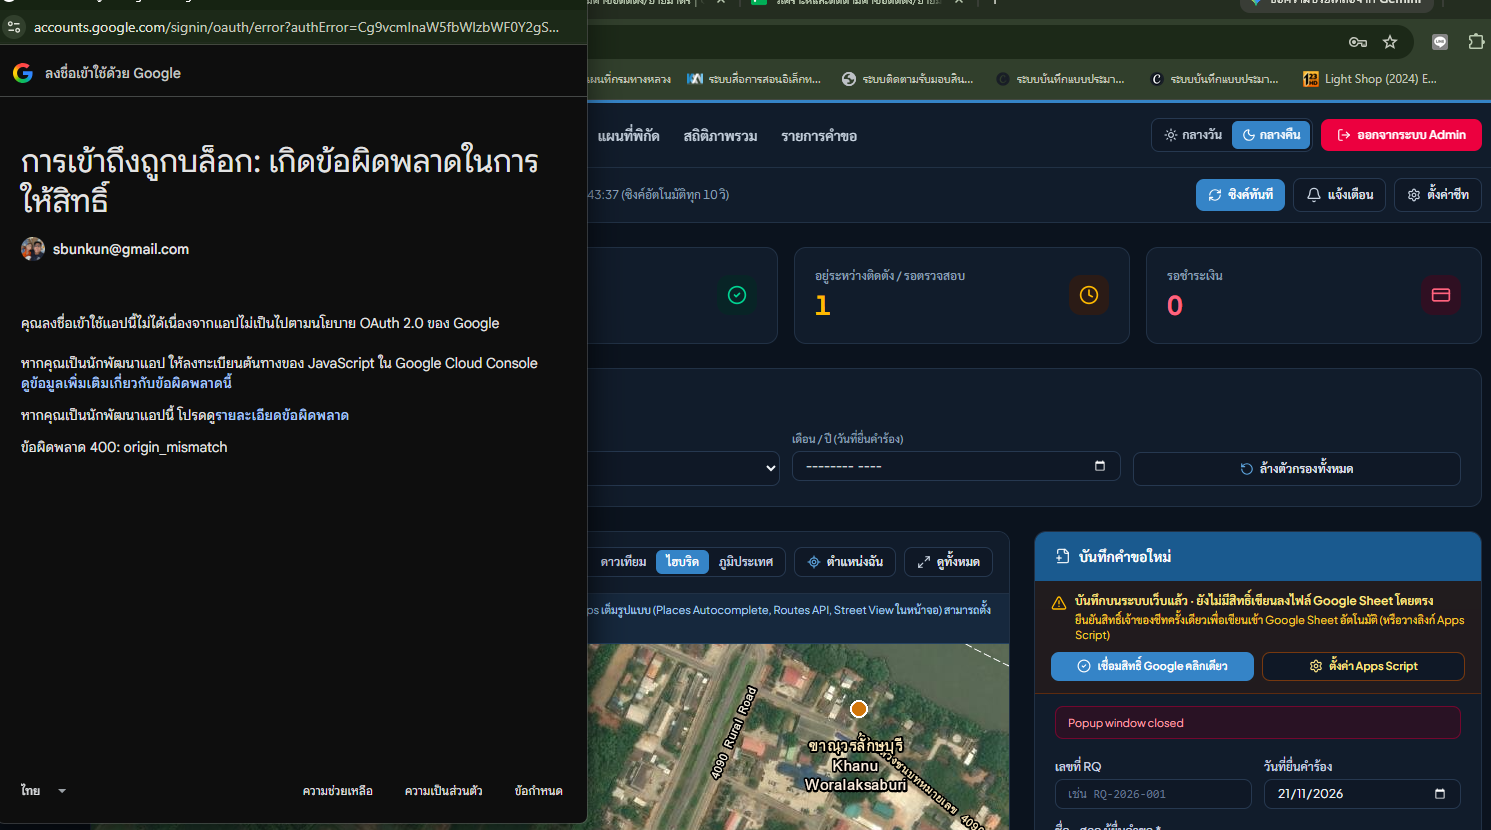 accounts.google.com/signin/oauth/error?authError=Cg9vcmlnaW5fbWlzbWF0Y2gS...
ลงชื่อเข้าใช้ด้วย Google
การเข้าถึงถูกบล็อก: เกิดข้อผิดพลาดในการ
ให้สิทธิ์
sbunkun@gmail.com
คุณลงชื่อเข้าใช้แอปนี้ไม่ได้เนื่องจากแอปไม่เป็นไปตามนโยบาย OAuth 2.0 ของ Google
หากคุณเป็นนักพัฒนาแอป ให้ลงทะเบียนต้นทางของ JavaScript ใน Google Cloud Console
ดูข้อมูลเพิ่มเติมเกี่ยวกับข้อผิดพลาดนี้
หากคุณเป็นนักพัฒนาแอปนี้ โปรดดูรายละเอียดข้อผิดพลาด
ข้อผิดพลาด 400: origin_mismatch
ไทย
ความช่วยเหลือ
ความเป็นส่วนตัว
ข้อกำหนด
แผนที่กรมทางหลวง
ระบบสื่อการสอนอิเล็กท...
ระบบติดตามรับมอบสิน...
ระบบบันทึกแบบประมา...
ระบบบันทึกแบบประมา...
Light Shop (2024) E...
แผนที่พิกัด
สถิติภาพรวม
รายการคำขอ
กลางวัน
กลางคืน
ออกจากระบบ Admin
43:37 (ซิงค์อัตโนมัติทุก 10 วิ)
ซิงค์ทันที
แจ้งเตือน
ตั้งค่าชีท
อยู่ระหว่างติดตั้ง / รอตรวจสอบ
1
รอชำระเงิน
0
เดือน / ปี (วันที่ยื่นคำร้อง)
-------- ----
ล้างตัวกรองทั้งหมด
ดาวเทียม
ไฮบริด
ภูมิประเทศ
ตำแหน่งฉัน
ดูทั้งหมด
ps เต็มรูปแบบ (Places Autocomplete, Routes API, Street View ในหน้าจอ) สามารถตั้ง
4090 Rural Road
ขาณุวรลักษบุรี
Khanu
Woralaksaburi
บันทึกคำขอใหม่
บันทึกบนระบบเว็บแล้ว · ยังไม่มีสิทธิ์เขียนลงไฟล์ Google Sheet โดยตรง
ยืนยันสิทธิ์เจ้าของชีทครั้งเดียวเพื่อเขียนเข้า Google Sheet อัตโนมัติ (หรือวางลิงก์ Apps
Script)
เชื่อมสิทธิ์ Google คลิกเดียว
ตั้งค่า Apps Script
Popup window closed
เลขที่ RQ
วันที่ยื่นคำร้อง
เช่น RQ-2026-001
21/11/2026